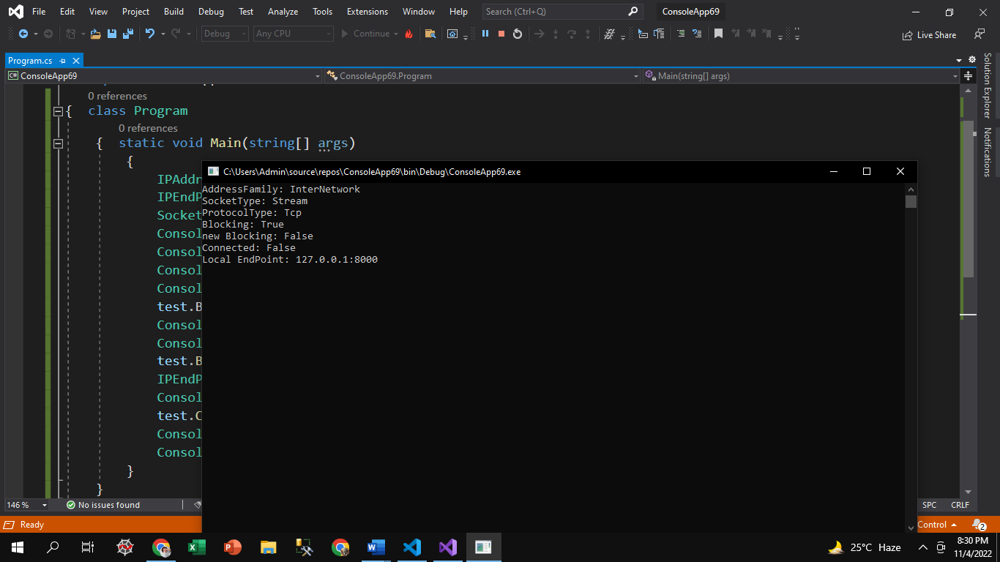 File Edit View Project Build Debug Test Analyze Tools Extensions Window Help Search (Ctrl+Q) ConsoleApp69
Debug Any CPU Continue Live Share
Program.cs
ConsoleApp69 ConsoleApp69.Program Main(string[] args)
0 references
{ class Program
0 references
{ static void Main(string[] args)
{
IPAddr
IPEndP
Socket
Consol
Consol
Consol
Consol
test.B
Consol
Consol
test.B
IPEndP
Consol
test.C
Consol
Consol
}
}
C:\Users\Admin\source\repos\ConsoleApp69\bin\Debug\ConsoleApp69.exe
AddressFamily: InterNetwork
SocketType: Stream
ProtocolType: Tcp
Blocking: True
new Blocking: False
Connected: False
Local EndPoint: 127.0.0.1:8000
Solution Explorer
Notifications
146 % No issues found SPC CRLF
Ready Control 2
25°C Haze 8:30 PM
11/4/2022